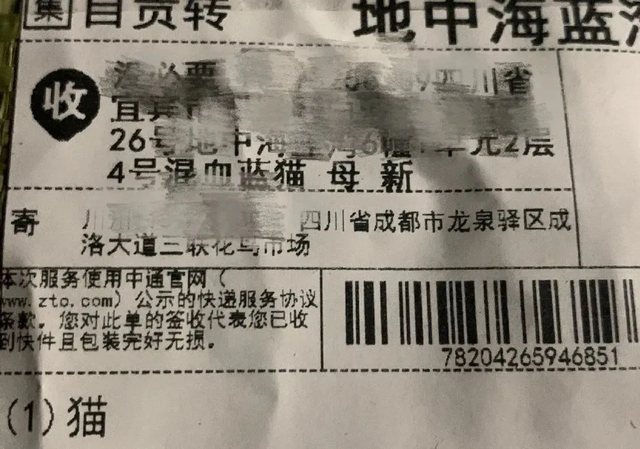 集 自贡转 地中海蓝
收
四川省
宜宾市
26号地中海 6幢1单元2层
4号混血蓝猫 母 新
寄 川 四川省成都市龙泉驿区成
洛大道三联花鸟市场
本次服务使用中通官网(
www.zto.com)公示的快递服务协议
条款。您对此单的签收代表您已收
到快件且包装完好无损。
78204265946851
(1)猫